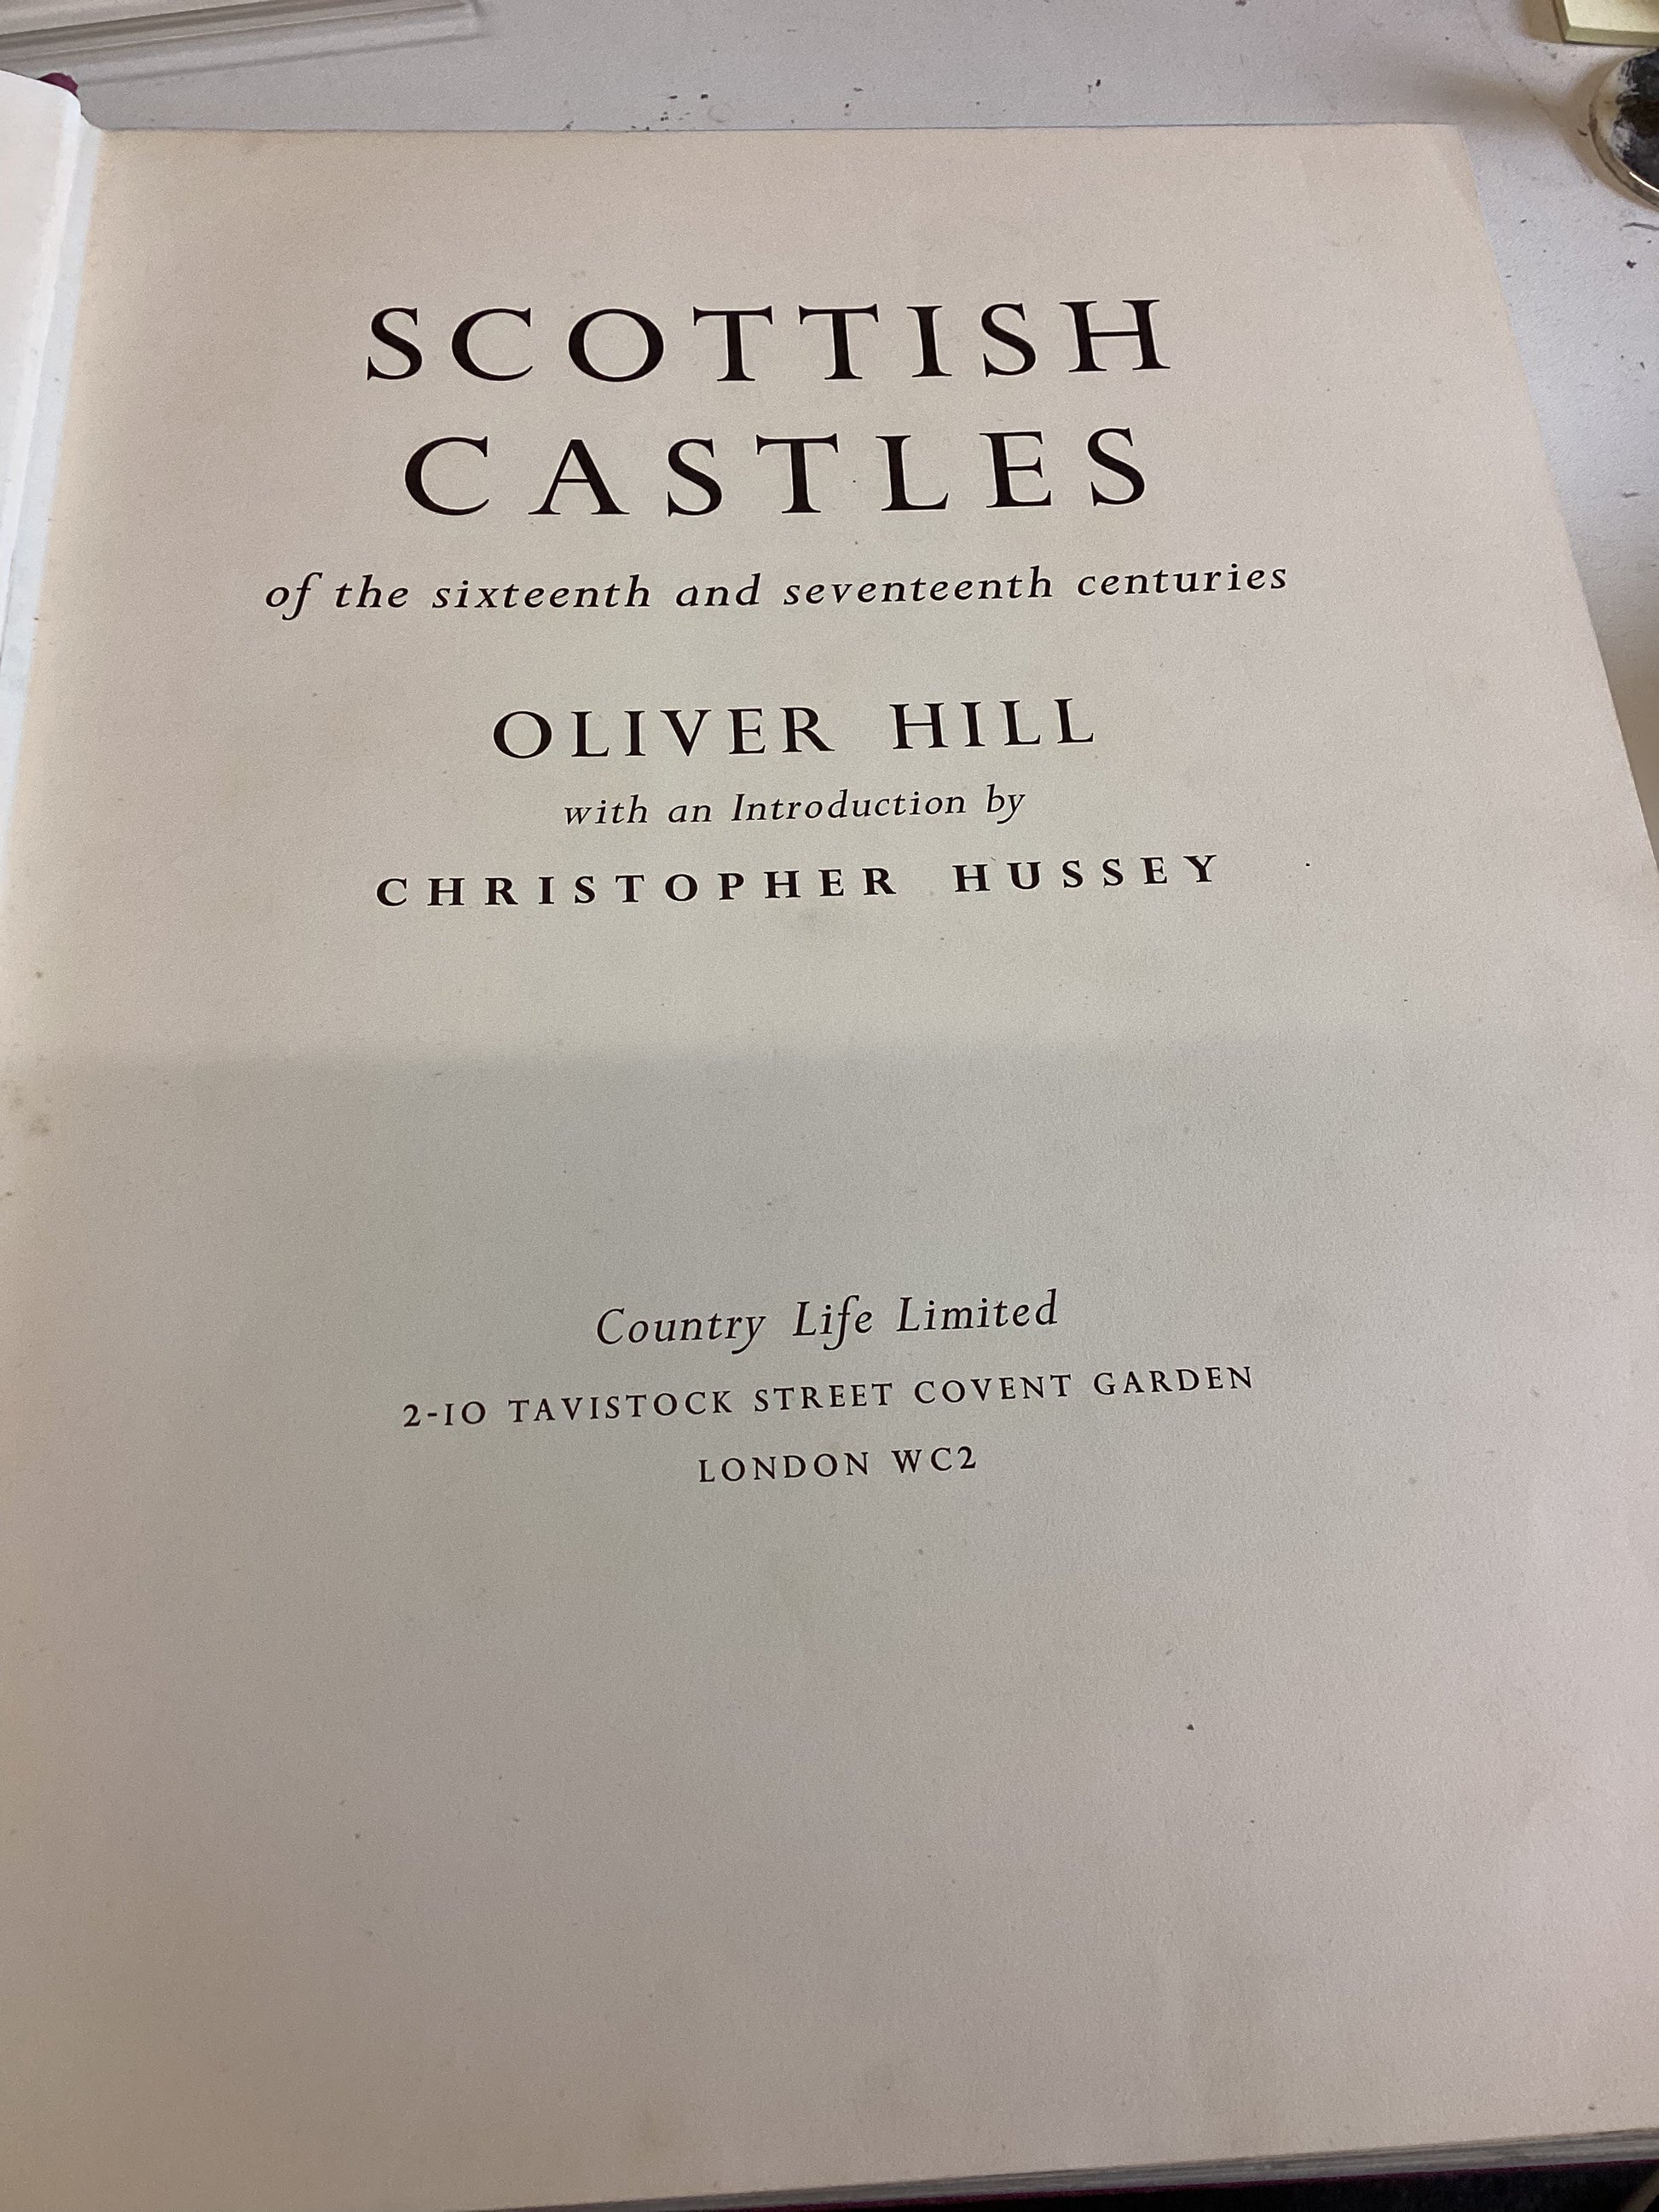 SCOTTISH
CASTLES
of the sixteenth and seventeenth centuries
OLIVER HILL
with an Introduction by
CHRISTOPHER HUSSEY
Country Life Limited
2-10 TAVISTOCK STREET COVENT GARDEN
LONDON WC2